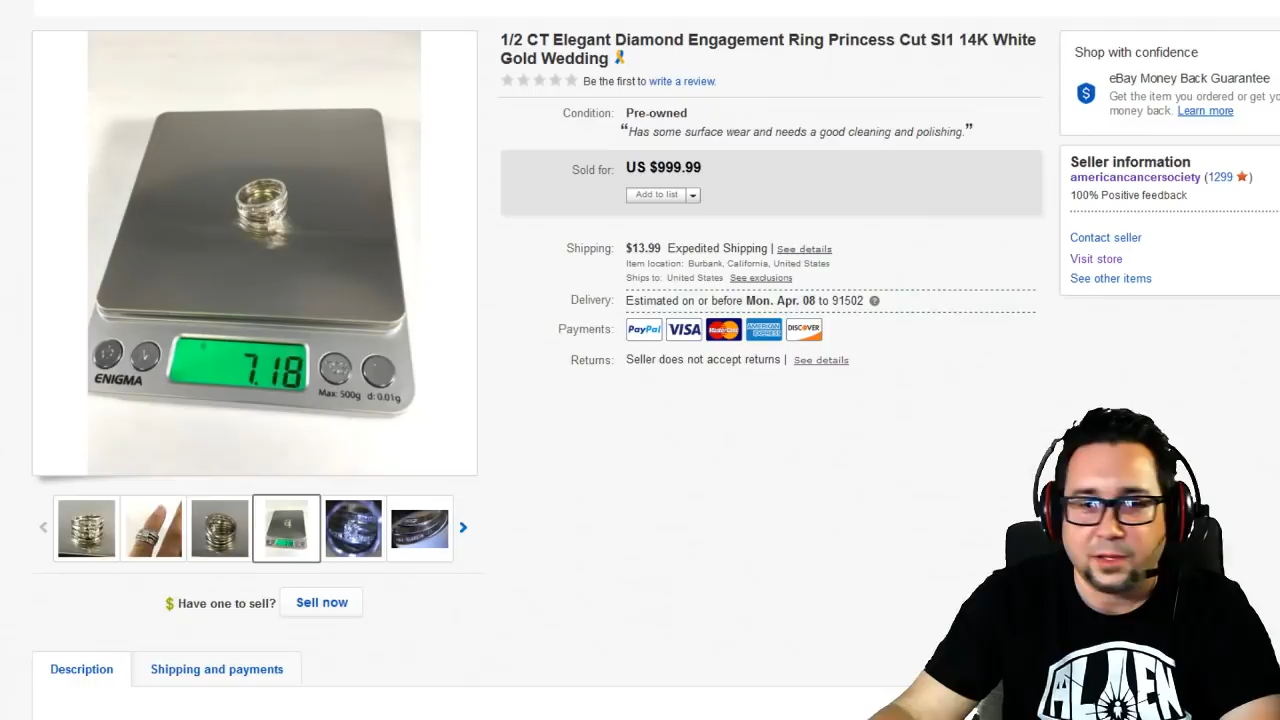 1/2 CT Elegant Diamond Engagement Ring Princess Cut SI1 14K White
Gold Wedding
Be the first to write a review.
Condition: Pre-owned
“Has some surface wear and needs a good cleaning and polishing.”
Sold for: US $999.99
Add to list
Shipping: $13.99 Expedited Shipping | See details
Item location: Burbank, California, United States
Ships to: United States See exclusions
Delivery: Estimated on or before Mon. Apr. 08 to 91502
Payments: PayPal VISA MasterCard AMERICAN EXPRESS DISCOVER
Returns: Seller does not accept returns | See details
Shop with confidence
eBay Money Back Guarantee
Get the item you ordered or get yo
money back. Learn more
Seller information
americancancersociety (1299)
100% Positive feedback
Contact seller
Visit store
See other items
7.18
ENIGMA
Max: 500g d: 0.01g
$ Have one to sell? Sell now
Description
Shipping and payments
ALIEN